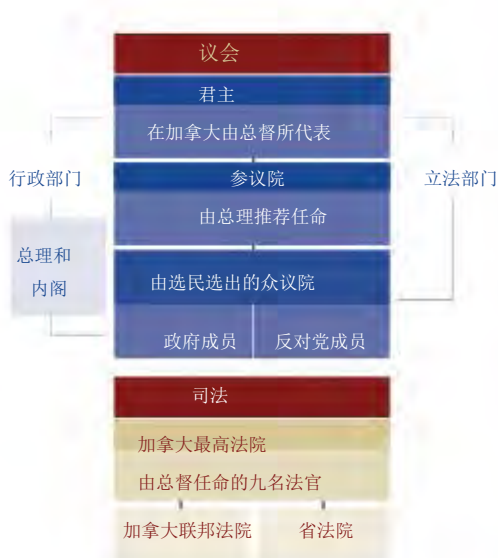 议会
君主
在加拿大由总督所代表
行政部门
参议院
立法部门
由总理推荐任命
总理和
内阁
由选民选出的众议院
政府成员
反对党成员
司法
加拿大最高法院
由总督任命的九名法官
加拿大联邦法院
省法院